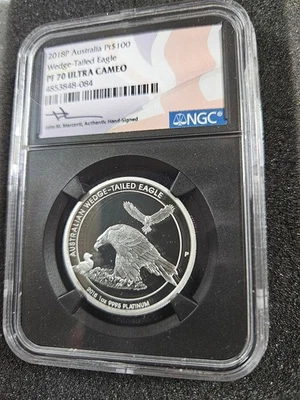 2018P Australia Pt$100
Wedge-Tailed Eagle
PF 70 ULTRA CAMEO
4853848-084
John M. Mercanti, Authentic Hand-Signed
NGC
AUSTRALIAN WEDGE-TAILED EAGLE
P
2018 1oz 9995 PLATINUM